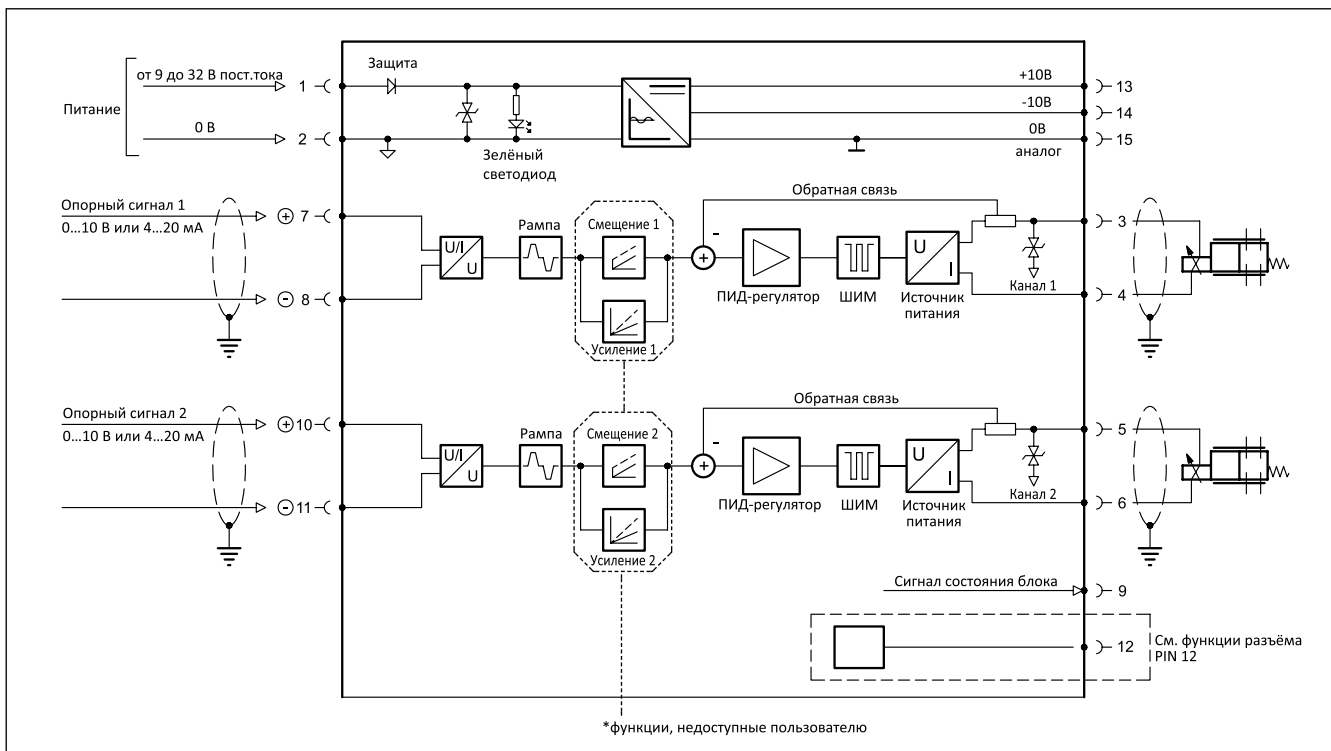 от 9 до 32 В пост.тока
Питание
0 В
1
2
Защита
Зелёный
светодиод
+10В
-10В
0В
аналог
13
14
15
Опорный сигнал 1
0...10 В или 4...20 мА
+ 7
- 8
U/I
U
Рампа
Смещение 1
Усиление 1
Обратная связь
-
+
ПИД-регулятор
ШИМ
U
I
Источник
питания
Канал 1
3
4
Опорный сигнал 2
0...10 В или 4...20 мА
+ 10
- 11
U/I
U
Рампа
Смещение 2
Усиление 2
Обратная связь
-
+
ПИД-регулятор
ШИМ
U
I
Источник
питания
Канал 2
5
6
Сигнал состояния блока
9
12
См. функции разъёма
PIN 12
*функции, недоступные пользователю